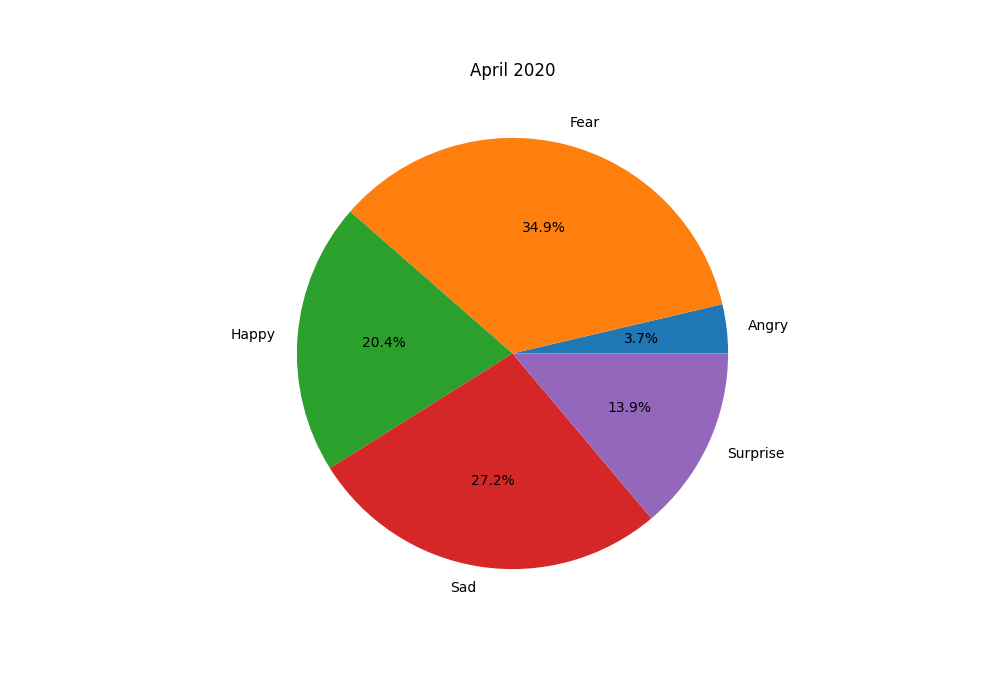 April 2020
Fear
34.9%
Angry
3.7%
Happy
20.4%
13.9%
Surprise
27.2%
Sad